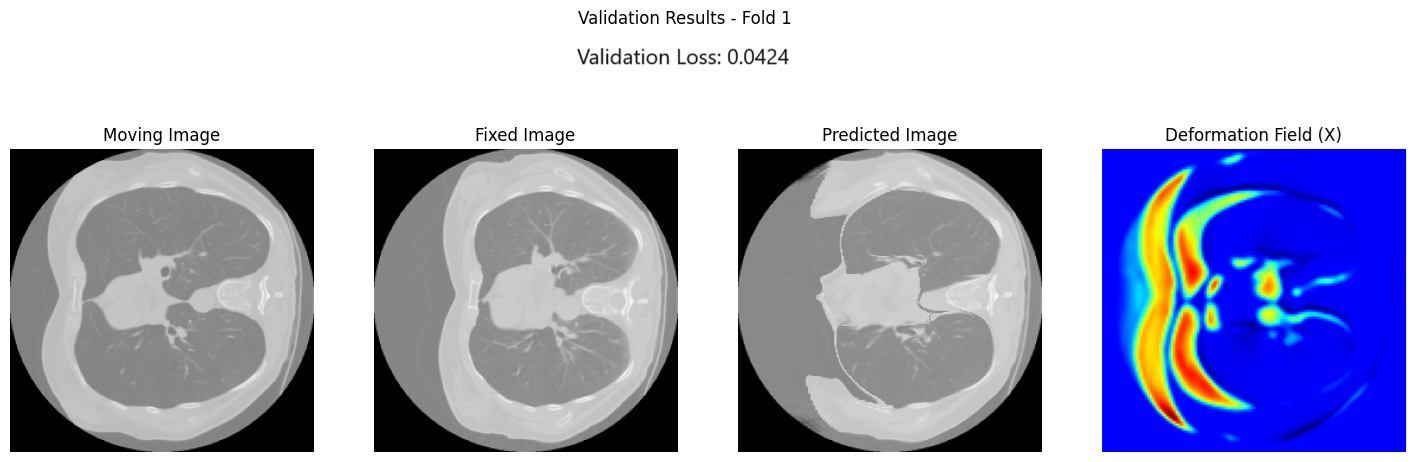 Validation Results - Fold 1
Validation Loss: 0.0424
Moving Image
Fixed Image
Predicted Image
Deformation Field (X)